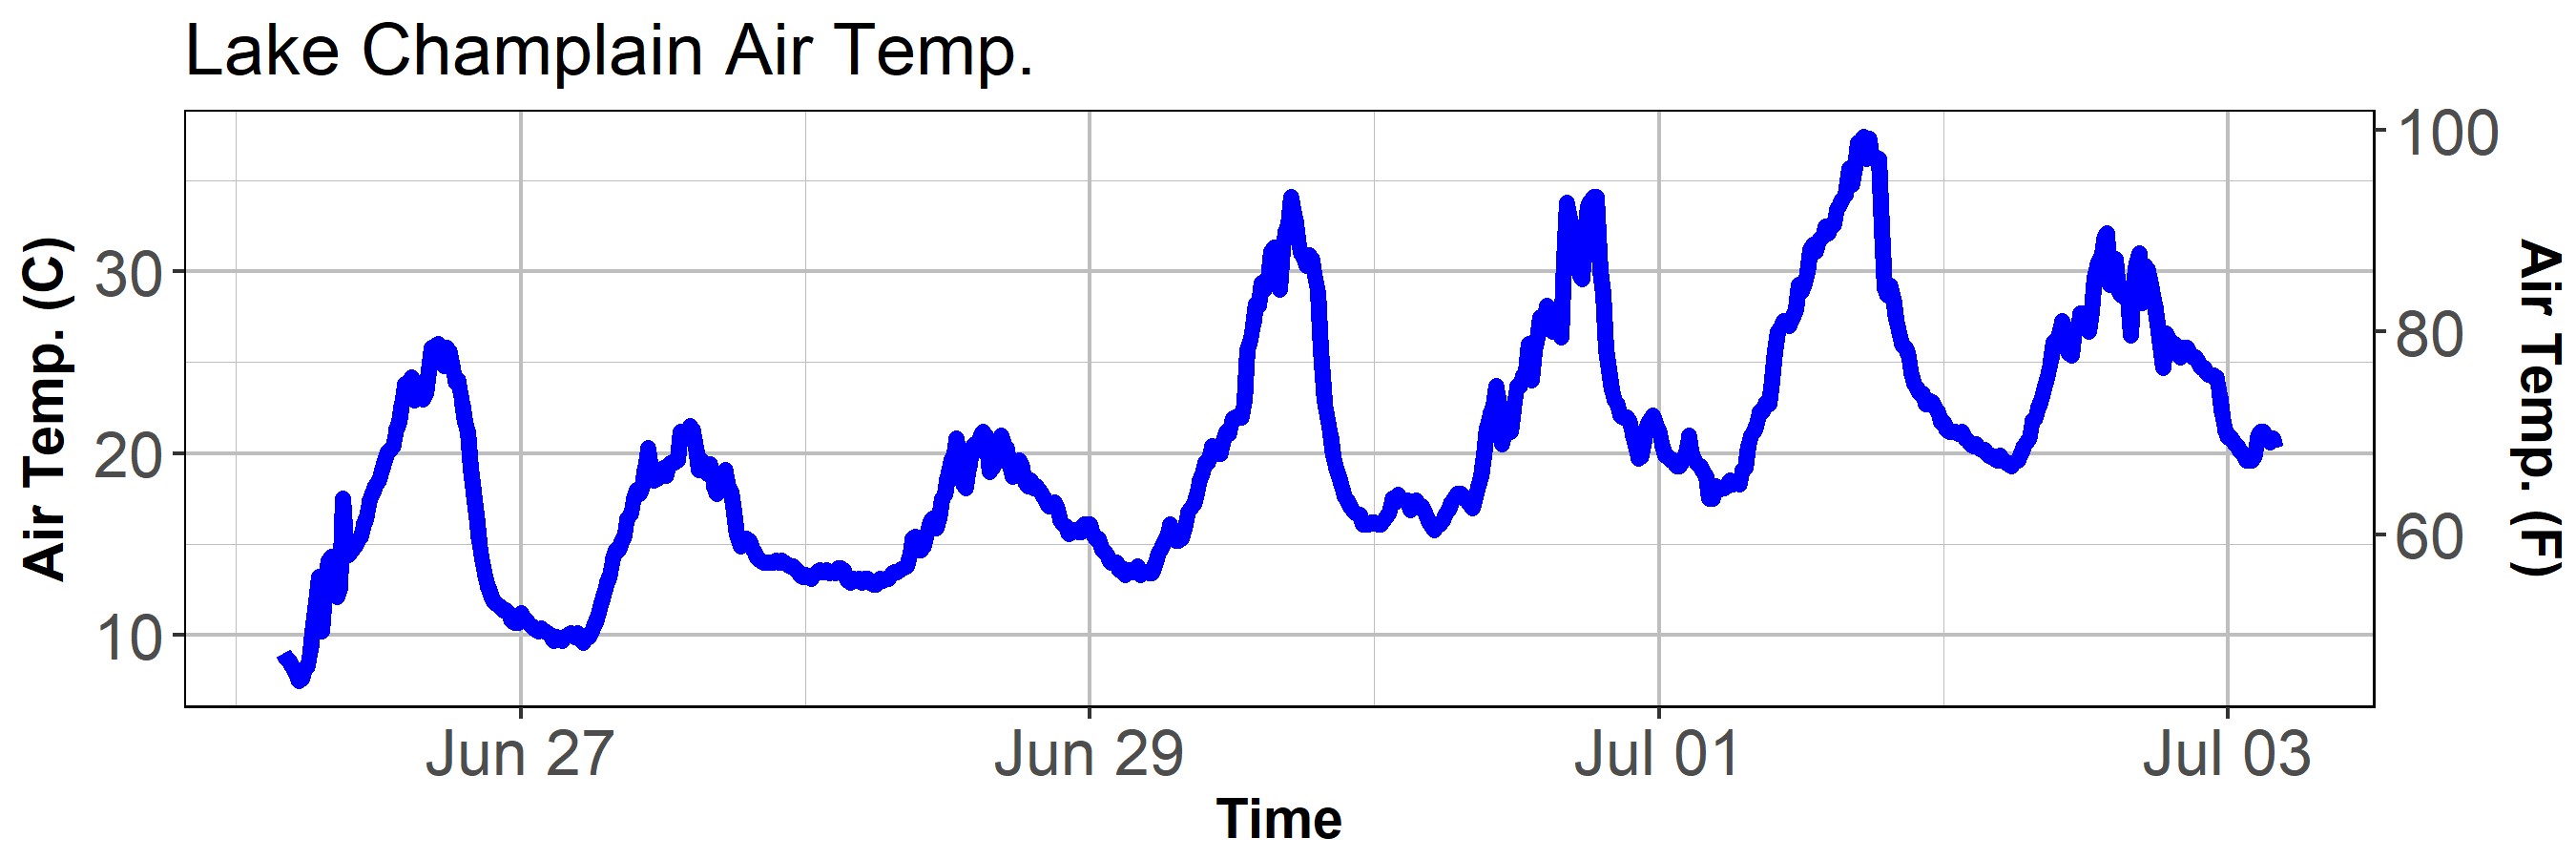 Lake Champlain Air Temp.
Air Temp. (C)
30
20
10
100
80
60
Air Temp. (F)
Jun 27
Jun 29
Jul 01
Jul 03
Time